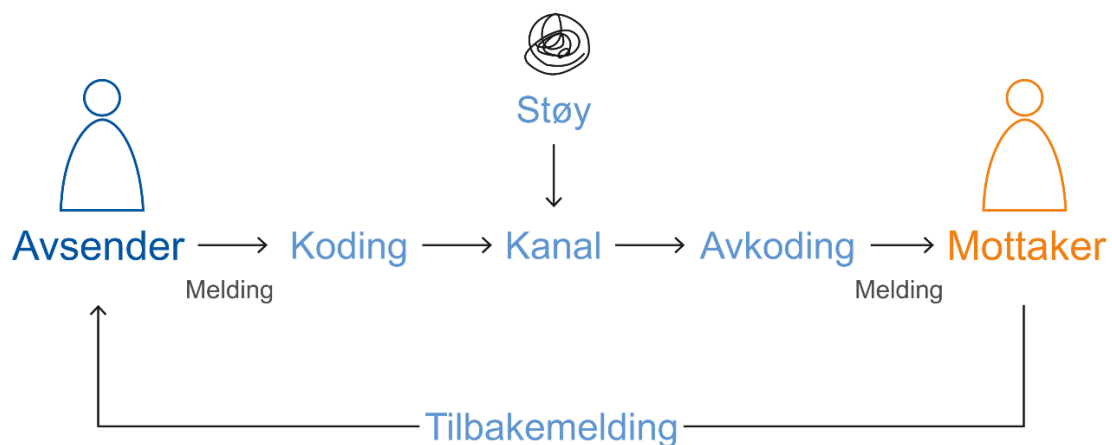 Støy
Avsender
Koding
Kanal
Avkoding
Mottaker
Melding
Melding
Tilbakemelding